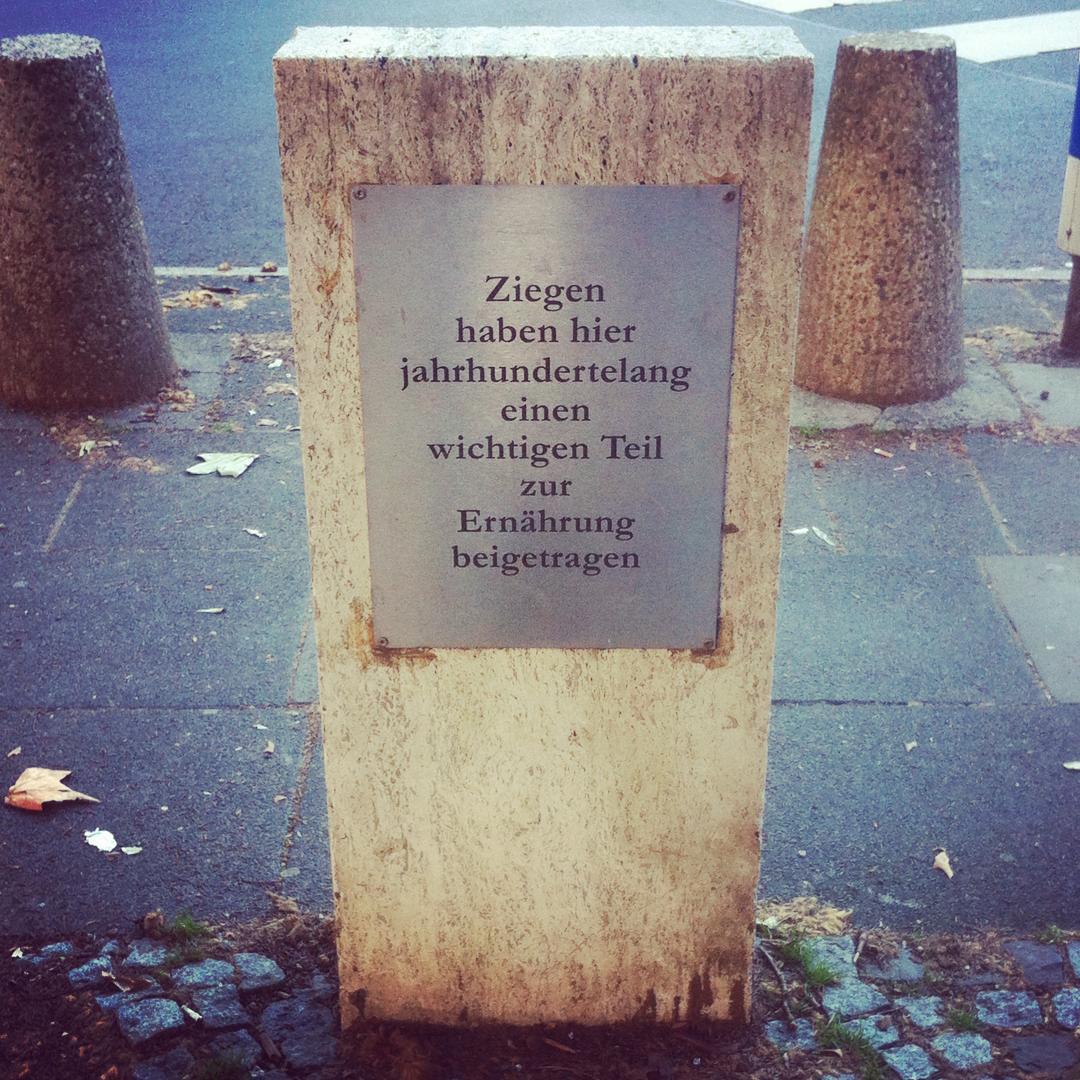 Ziegen
haben hier
jahrhundertelang
einen
wichtigen Teil
zur
Ernährung
beigetragen